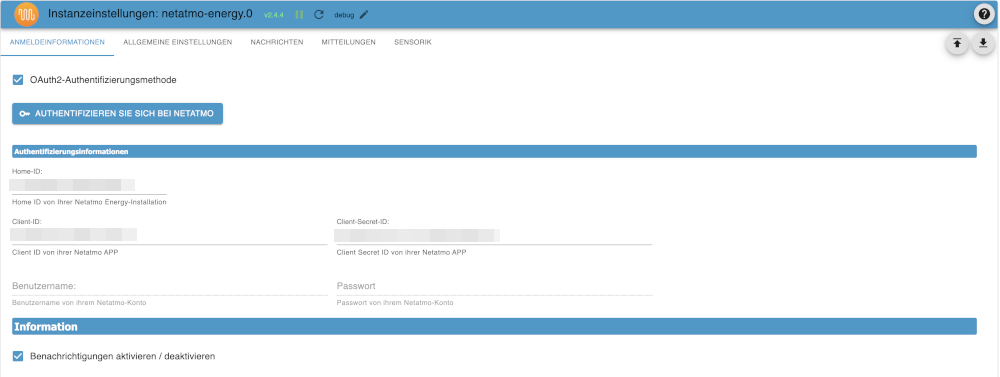 Instanzeinstellungen: netatmo-energy.0 v2.4.4 debug
ANMELDEINFORMATIONEN ALLGEMEINE EINSTELLUNGEN NACHRICHTEN MITTEILUNGEN SENSORIK
OAuth2-Authentifizierungsmethode
AUTHENTIFIZIEREN SIE SICH BEI NETATMO
Authentifizierungsinformationen
Home-ID:
Home ID von Ihrer Netatmo Energy-Installation
Client-ID: Client-Secret-ID:
Client ID von ihrer Netatmo APP Client Secret ID von ihrer Netatmo APP
Benutzername: Passwort
Benutzername von ihrem Netatmo-Konto Passwort von ihrem Netatmo-Konto
Information
Benachrichtigungen aktivieren / deaktivieren